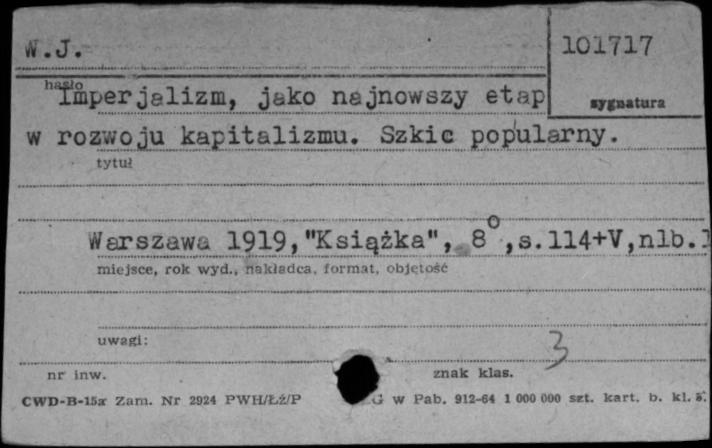 W.J.
101717
hasło
Imperjalizm, jako najnowszy etap
sygnatura
w rozwoju kapitalizmu. Szkic popularny.
tytuł
Warszawa 1919,"Książka", 8°,s.114+V,nlb.1
miejsce, rok wyd., nakładca, format, objętość
uwagi:
3
nr inw.
znak klas.
CWD-B-15a Zam. Nr 2924 PWH/Łź/P G w Pab. 912-64 1 000 000 szt. kart. b. kl.